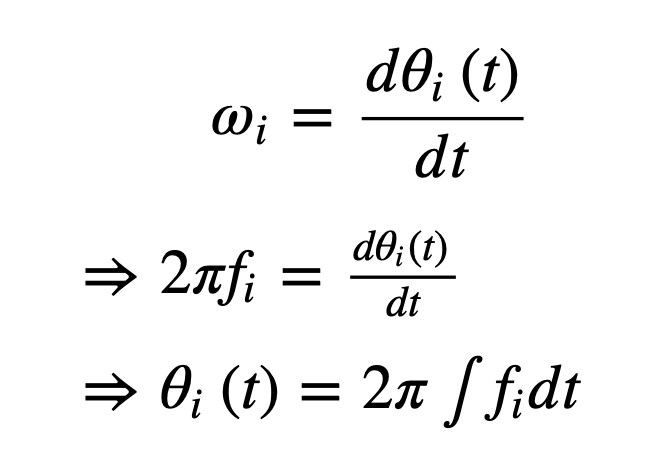 ωᵢ = dθᵢ (t) / dt
⇒ 2πfᵢ = dθᵢ(t) / dt
⇒ θᵢ (t) = 2π ∫ fᵢdt